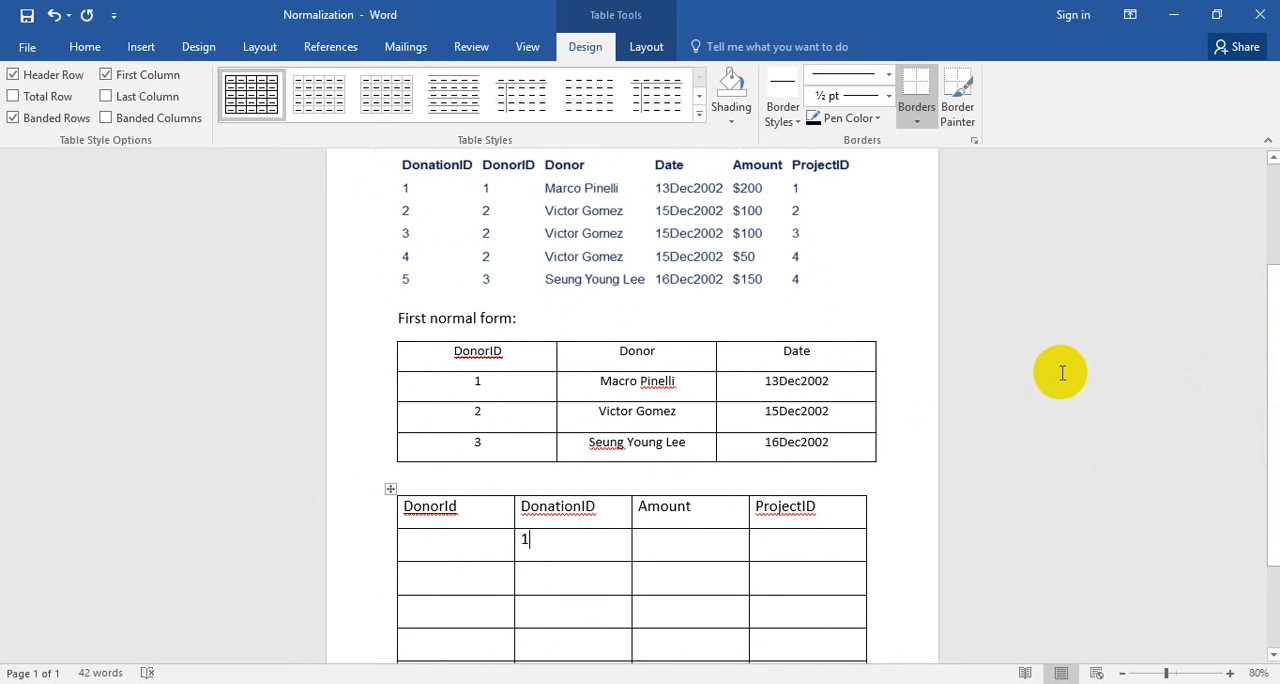 Normalization - Word
Table Tools
Sign in
File Home Insert Design Layout References Mailings Review View Design Layout Tell me what you want to do Share
Header Row First Column
Total Row Last Column
Banded Rows Banded Columns
Table Style Options
Table Styles
Shading
Border Styles
½ pt
Pen Color
Borders
Border Painter
Borders
DonationID DonorID Donor Date Amount ProjectID
1 1 Marco Pinelli 13Dec2002 $200 1
2 2 Victor Gomez 15Dec2002 $100 2
3 2 Victor Gomez 15Dec2002 $100 3
4 2 Victor Gomez 15Dec2002 $50 4
5 3 Seung Young Lee 16Dec2002 $150 4
First normal form:
DonorID Donor Date
1 Macro Pinelli 13Dec2002
2 Victor Gomez 15Dec2002
3 Seung Young Lee 16Dec2002
DonorId DonationID Amount ProjectID
1
Page 1 of 1 42 words 80%